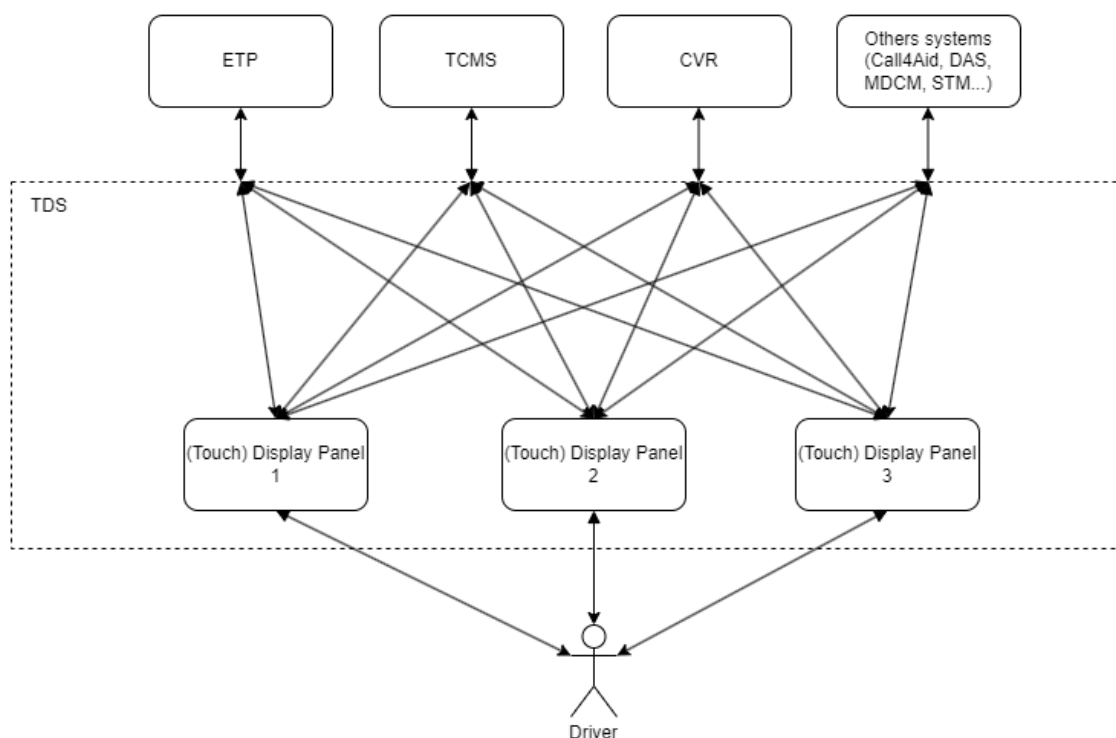 ETP
TCMS
CVR
Others systems
(Call4Aid, DAS,
MDCM, STM...)
TDS
(Touch) Display Panel
1
(Touch) Display Panel
2
(Touch) Display Panel
3
Driver